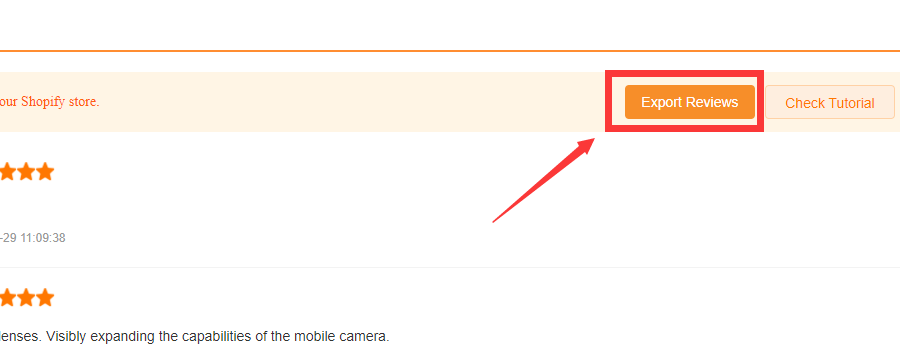 our Shopify store.
Export Reviews
Check Tutorial
-29 11:09:38
lenses. Visibly expanding the capabilities of the mobile camera.